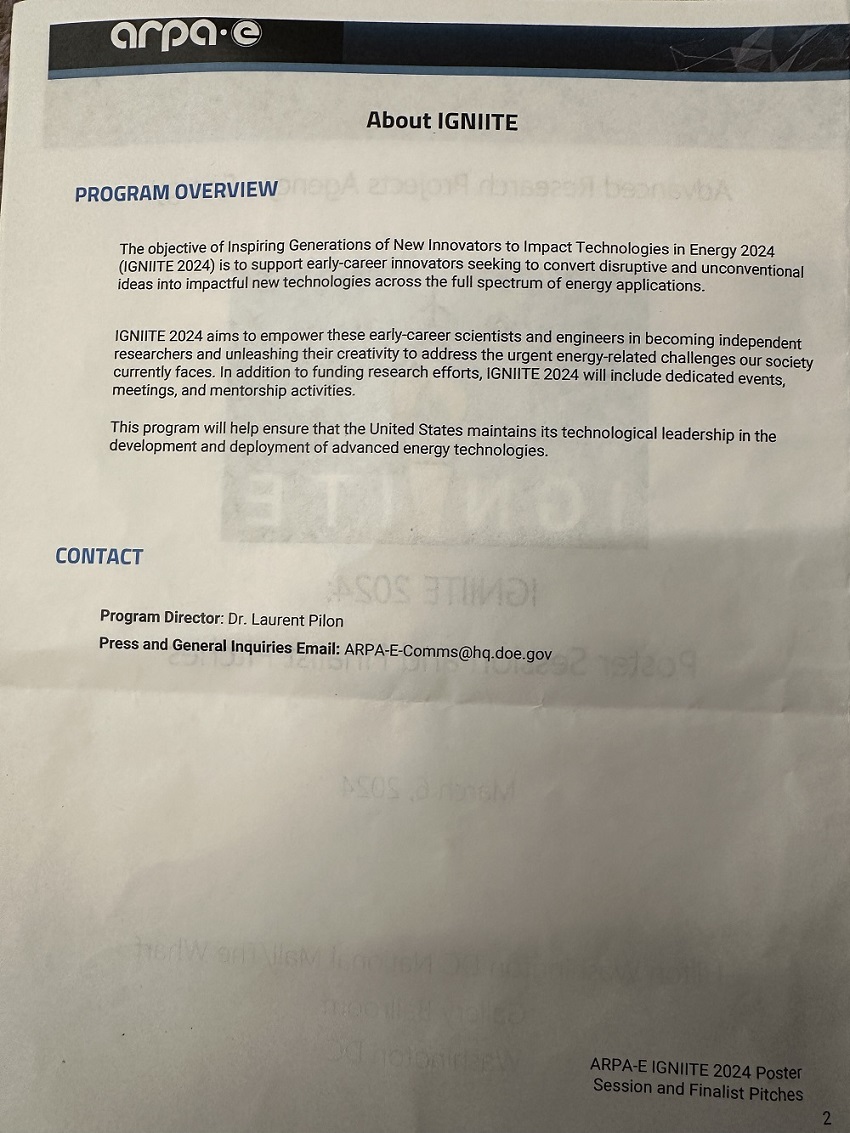 arpa·e
About IGNIITE
PROGRAM OVERVIEW
The objective of Inspiring Generations of New Innovators to Impact Technologies in Energy 2024
(IGNIITE 2024) is to support early-career innovators seeking to convert disruptive and unconventional
ideas into impactful new technologies across the full spectrum of energy applications.
IGNIITE 2024 aims to empower these early-career scientists and engineers in becoming independent
researchers and unleashing their creativity to address the urgent energy-related challenges our society
currently faces. In addition to funding research efforts, IGNIITE 2024 will include dedicated events,
meetings, and mentorship activities.
This program will help ensure that the United States maintains its technological leadership in the
development and deployment of advanced energy technologies.
CONTACT
Program Director: Dr. Laurent Pilon
Press and General Inquiries Email: ARPA-E-Comms@hq.doe.gov
ARPA-E IGNIITE 2024 Poster
Session and Finalist Pitches
2